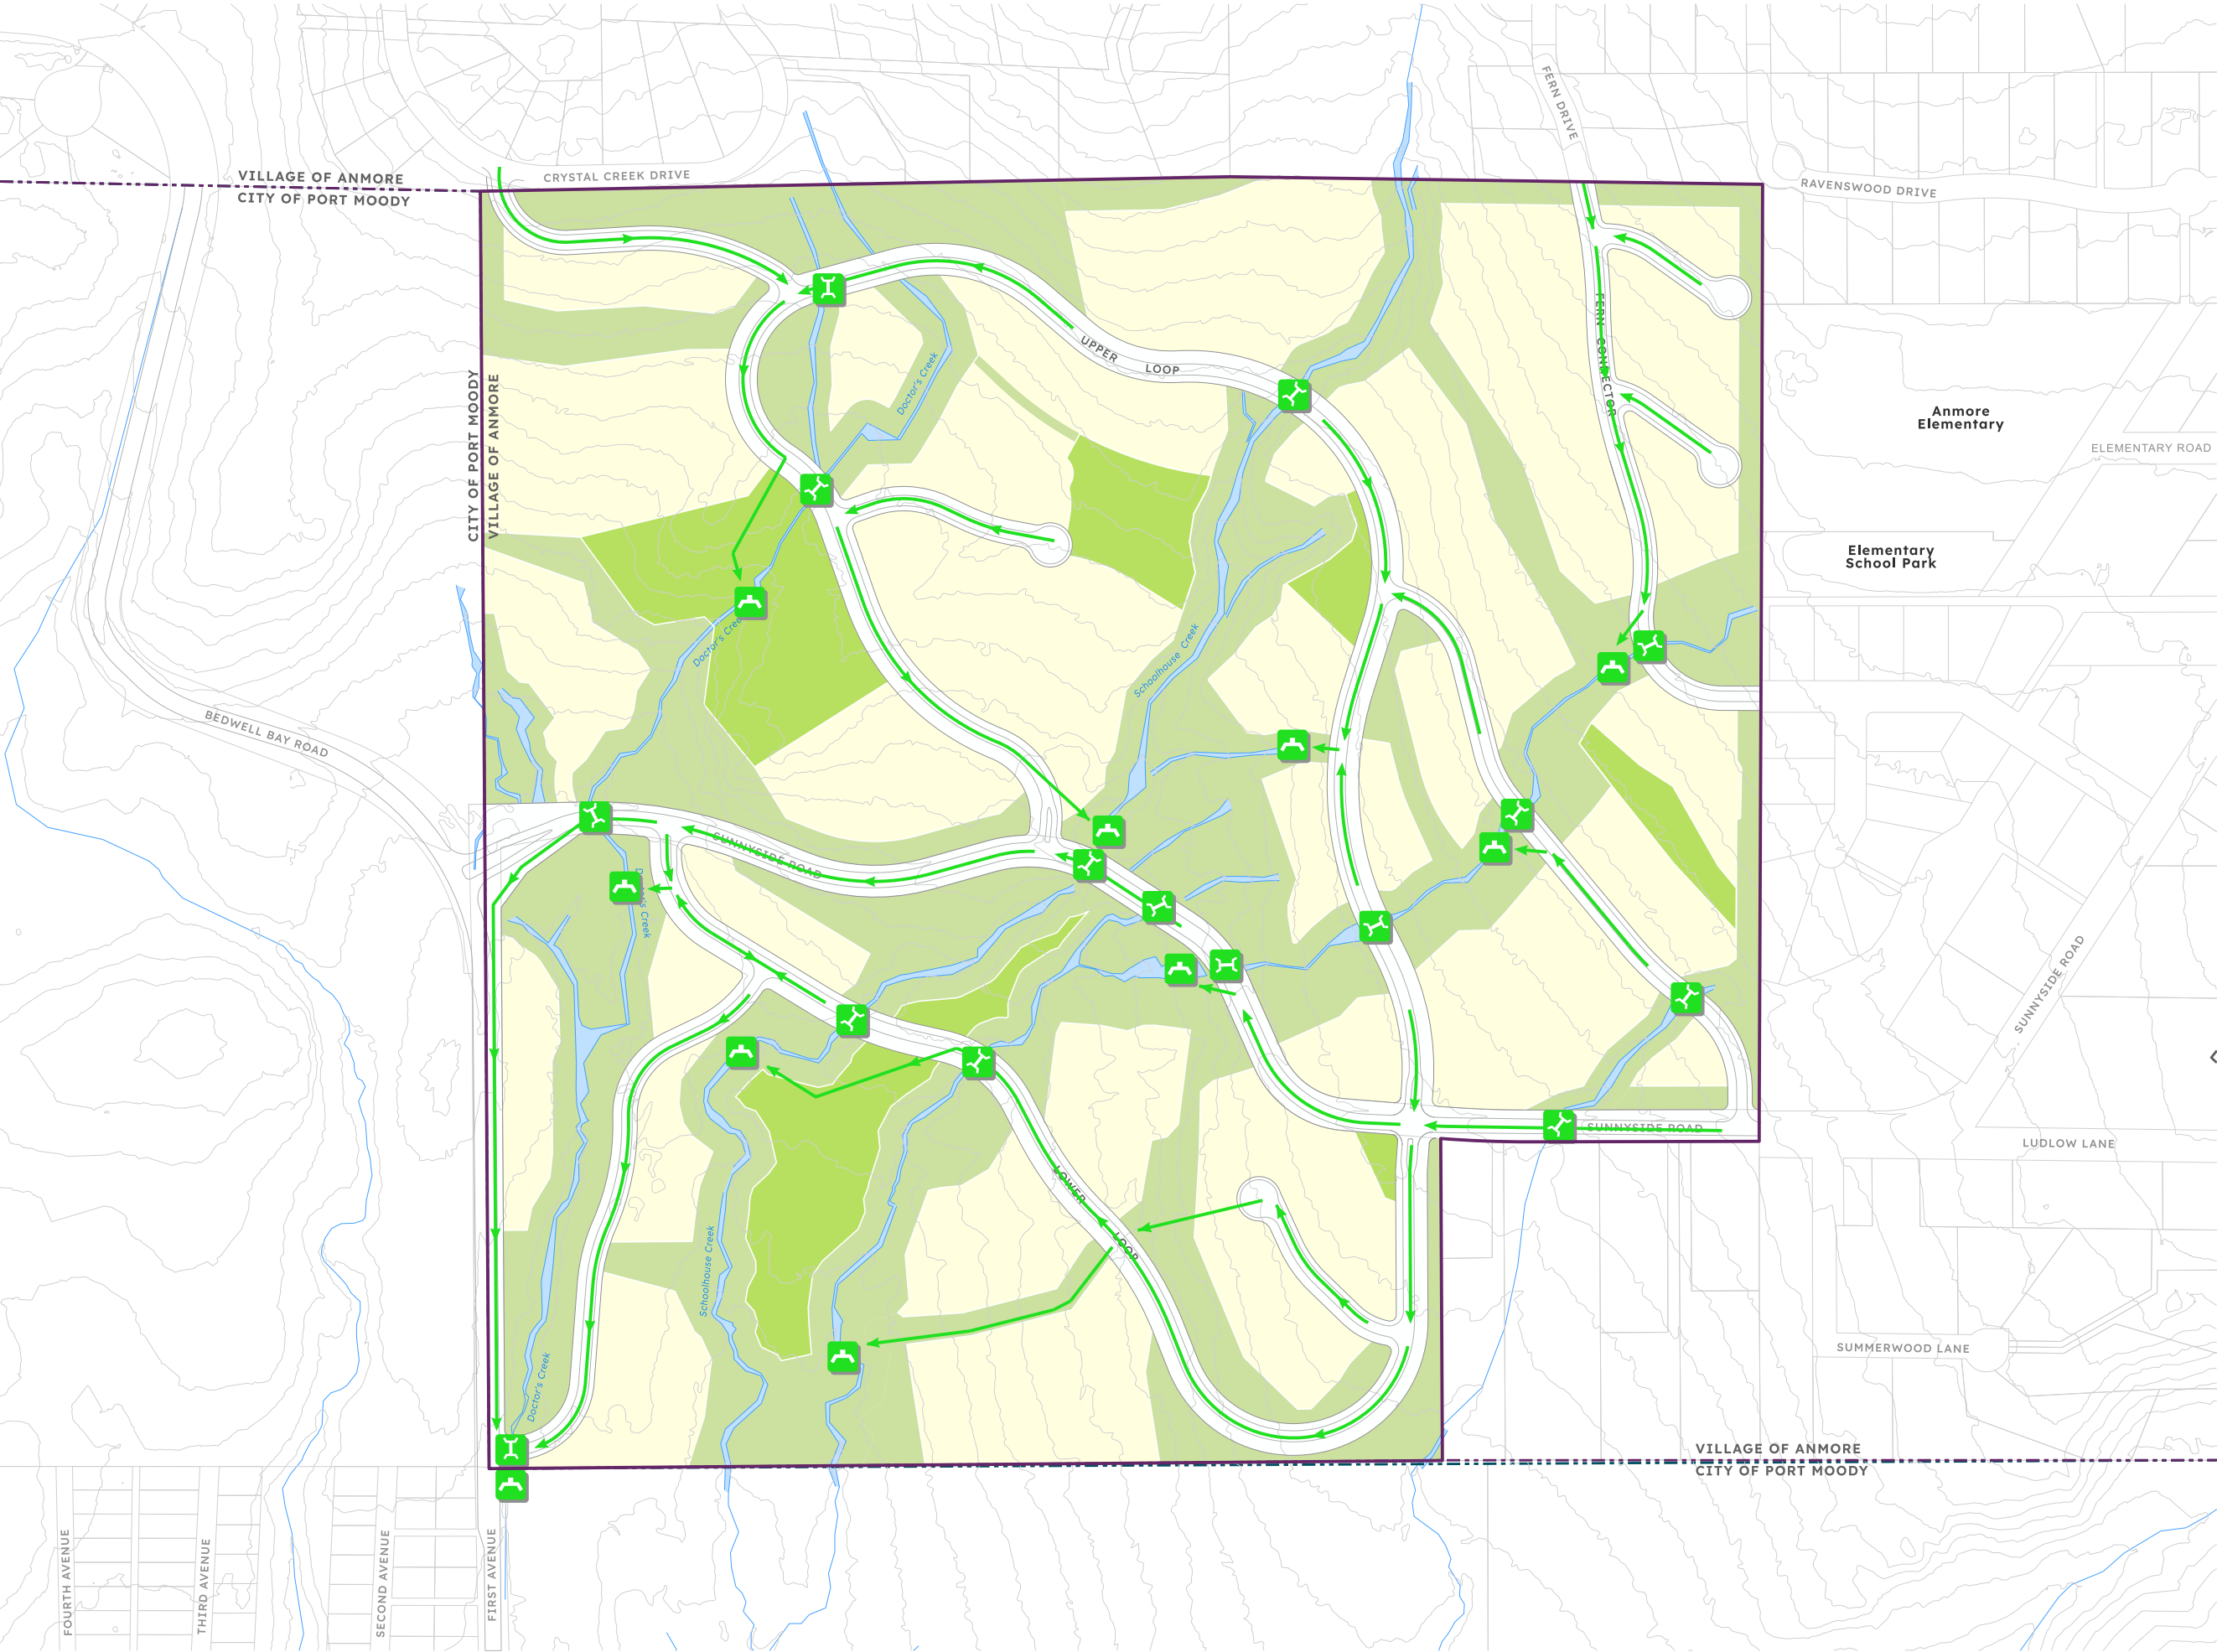 FERN DRIVE
VILLAGE OF ANMORE
CITY OF PORT MOODY
CRYSTAL CREEK DRIVE
RAVENSWOOD DRIVE
UPPER
LOOP
FERN CONNECTOR
Doctor's Creek
CITY OF PORT MOODY
VILLAGE OF ANMORE
Anmore
Elementary
ELEMENTARY ROAD
Elementary
School Park
Doctor's Creek
Schoolhouse Creek
BEDWELL BAY ROAD
SUNNYSIDE ROAD
Doctor's Creek
SUNNYSIDE ROAD
SUNNYSIDE ROAD
LUDLOW LANE
LOWER
LOOP
Schoolhouse Creek
SUMMERWOOD LANE
Doctor's Creek
VILLAGE OF ANMORE
CITY OF PORT MOODY
FOURTH AVENUE
THIRD AVENUE
SECOND AVENUE
FIRST AVENUE